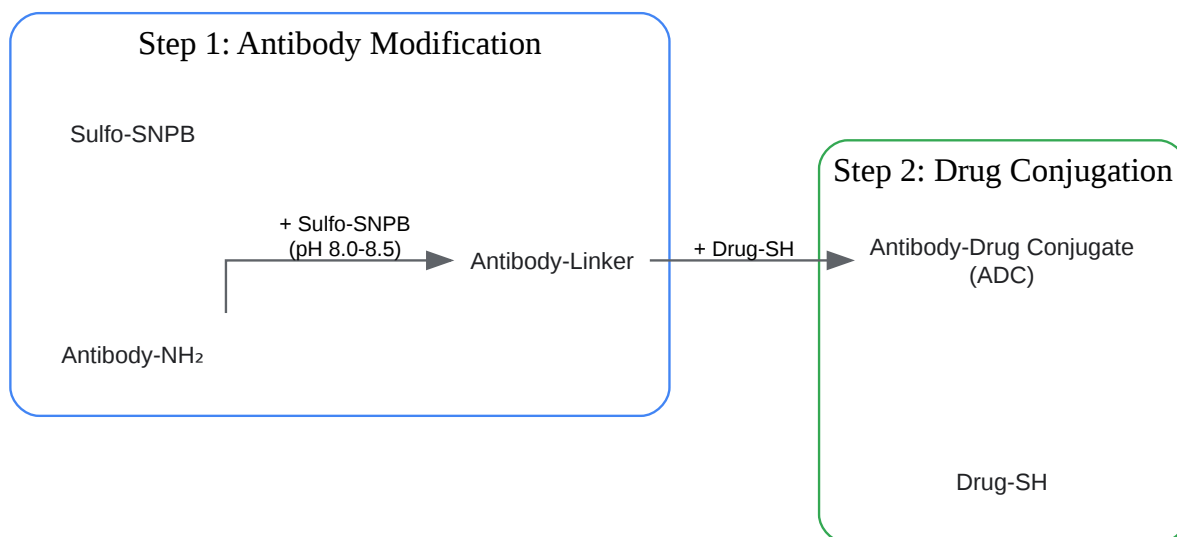 Step 1: Antibody Modification
Sulfo-SNPB
+ Sulfo-SNPB
(pH 8.0-8.5)
Antibody-NH₂
Antibody-Linker
+ Drug-SH
Step 2: Drug Conjugation
Antibody-Drug Conjugate
(ADC)
Drug-SH